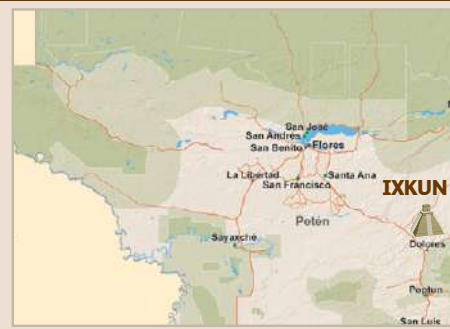 San José
San Andrés
San Benito Flores
La Libertad Santa Ana
San Francisco
IXKUN
Petén
Sayaxché
Dolores
Poptun
San Luis